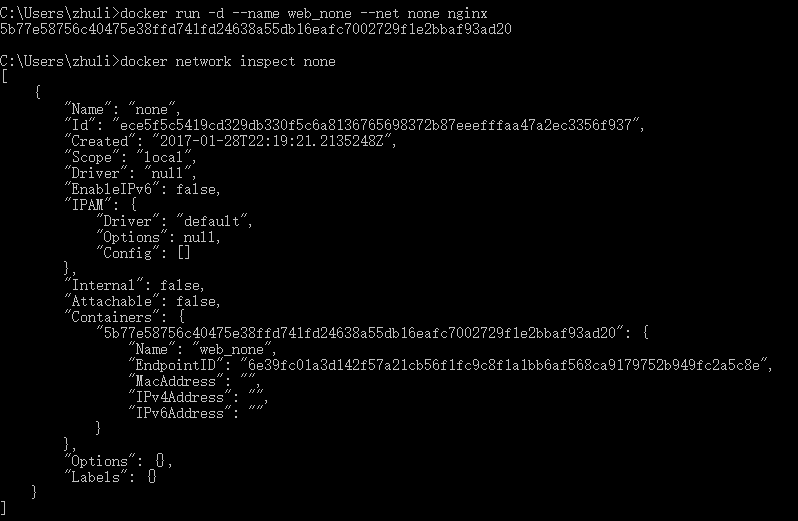 C:\Users\zhuli>docker run -d --name web_none --net none nginx
5b77e58756c40475e38ffd741fd24638a55db16eafc7002729f1e2bbaf93ad20
C:\Users\zhuli>docker network inspect none
[
    {
        "Name": "none",
        "Id": "ece5f5c5419cd329db330f5c6a8136765698372b87eeefffaa47a2ec3356f937",
        "Created": "2017-01-28T22:19:21.2135248Z",
        "Scope": "local",
        "Driver": "null",
        "EnableIPv6": false,
        "IPAM": {
            "Driver": "default",
            "Options": null,
            "Config": []
        },
        "Internal": false,
        "Attachable": false,
        "Containers": {
            "5b77e58756c40475e38ffd741fd24638a55db16eafc7002729f1e2bbaf93ad20": {
                "Name": "web_none",
                "EndpointID": "6e39fc01a3d142f57a21cb56f1fc9c8f1a1bb6af568ca9179752b949fc2a5c8e",
                "MacAddress": "",
                "IPv4Address": "",
                "IPv6Address": ""
            }
        },
        "Options": {},
        "Labels": {}
    }
]